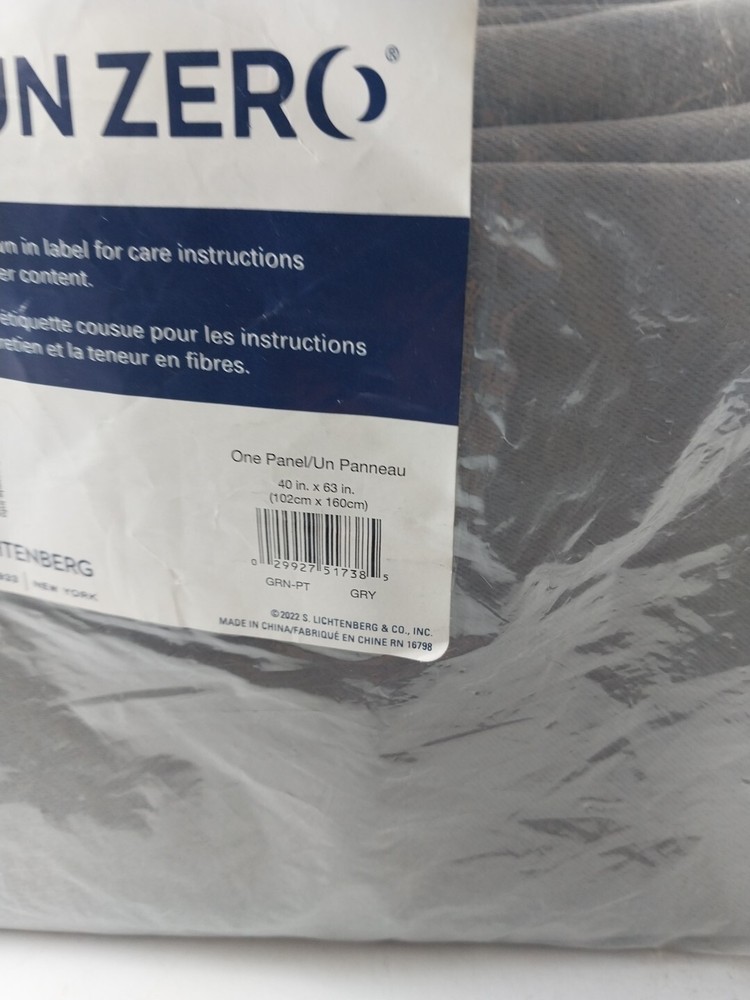 UN ZERO®
wn in label for care instructions
er content.
étiquette cousue pour les instructions
retien et la teneur en fibres.
One Panel/Un Panneau
40 in. x 63 in.
(102cm x 160cm)
0 29927 51738 5
GRN-PT GRY
TENBERG
NEW YORK
©2022 S. LICHTENBERG & CO., INC.
MADE IN CHINA/FABRIQUÉ EN CHINE RN 16798